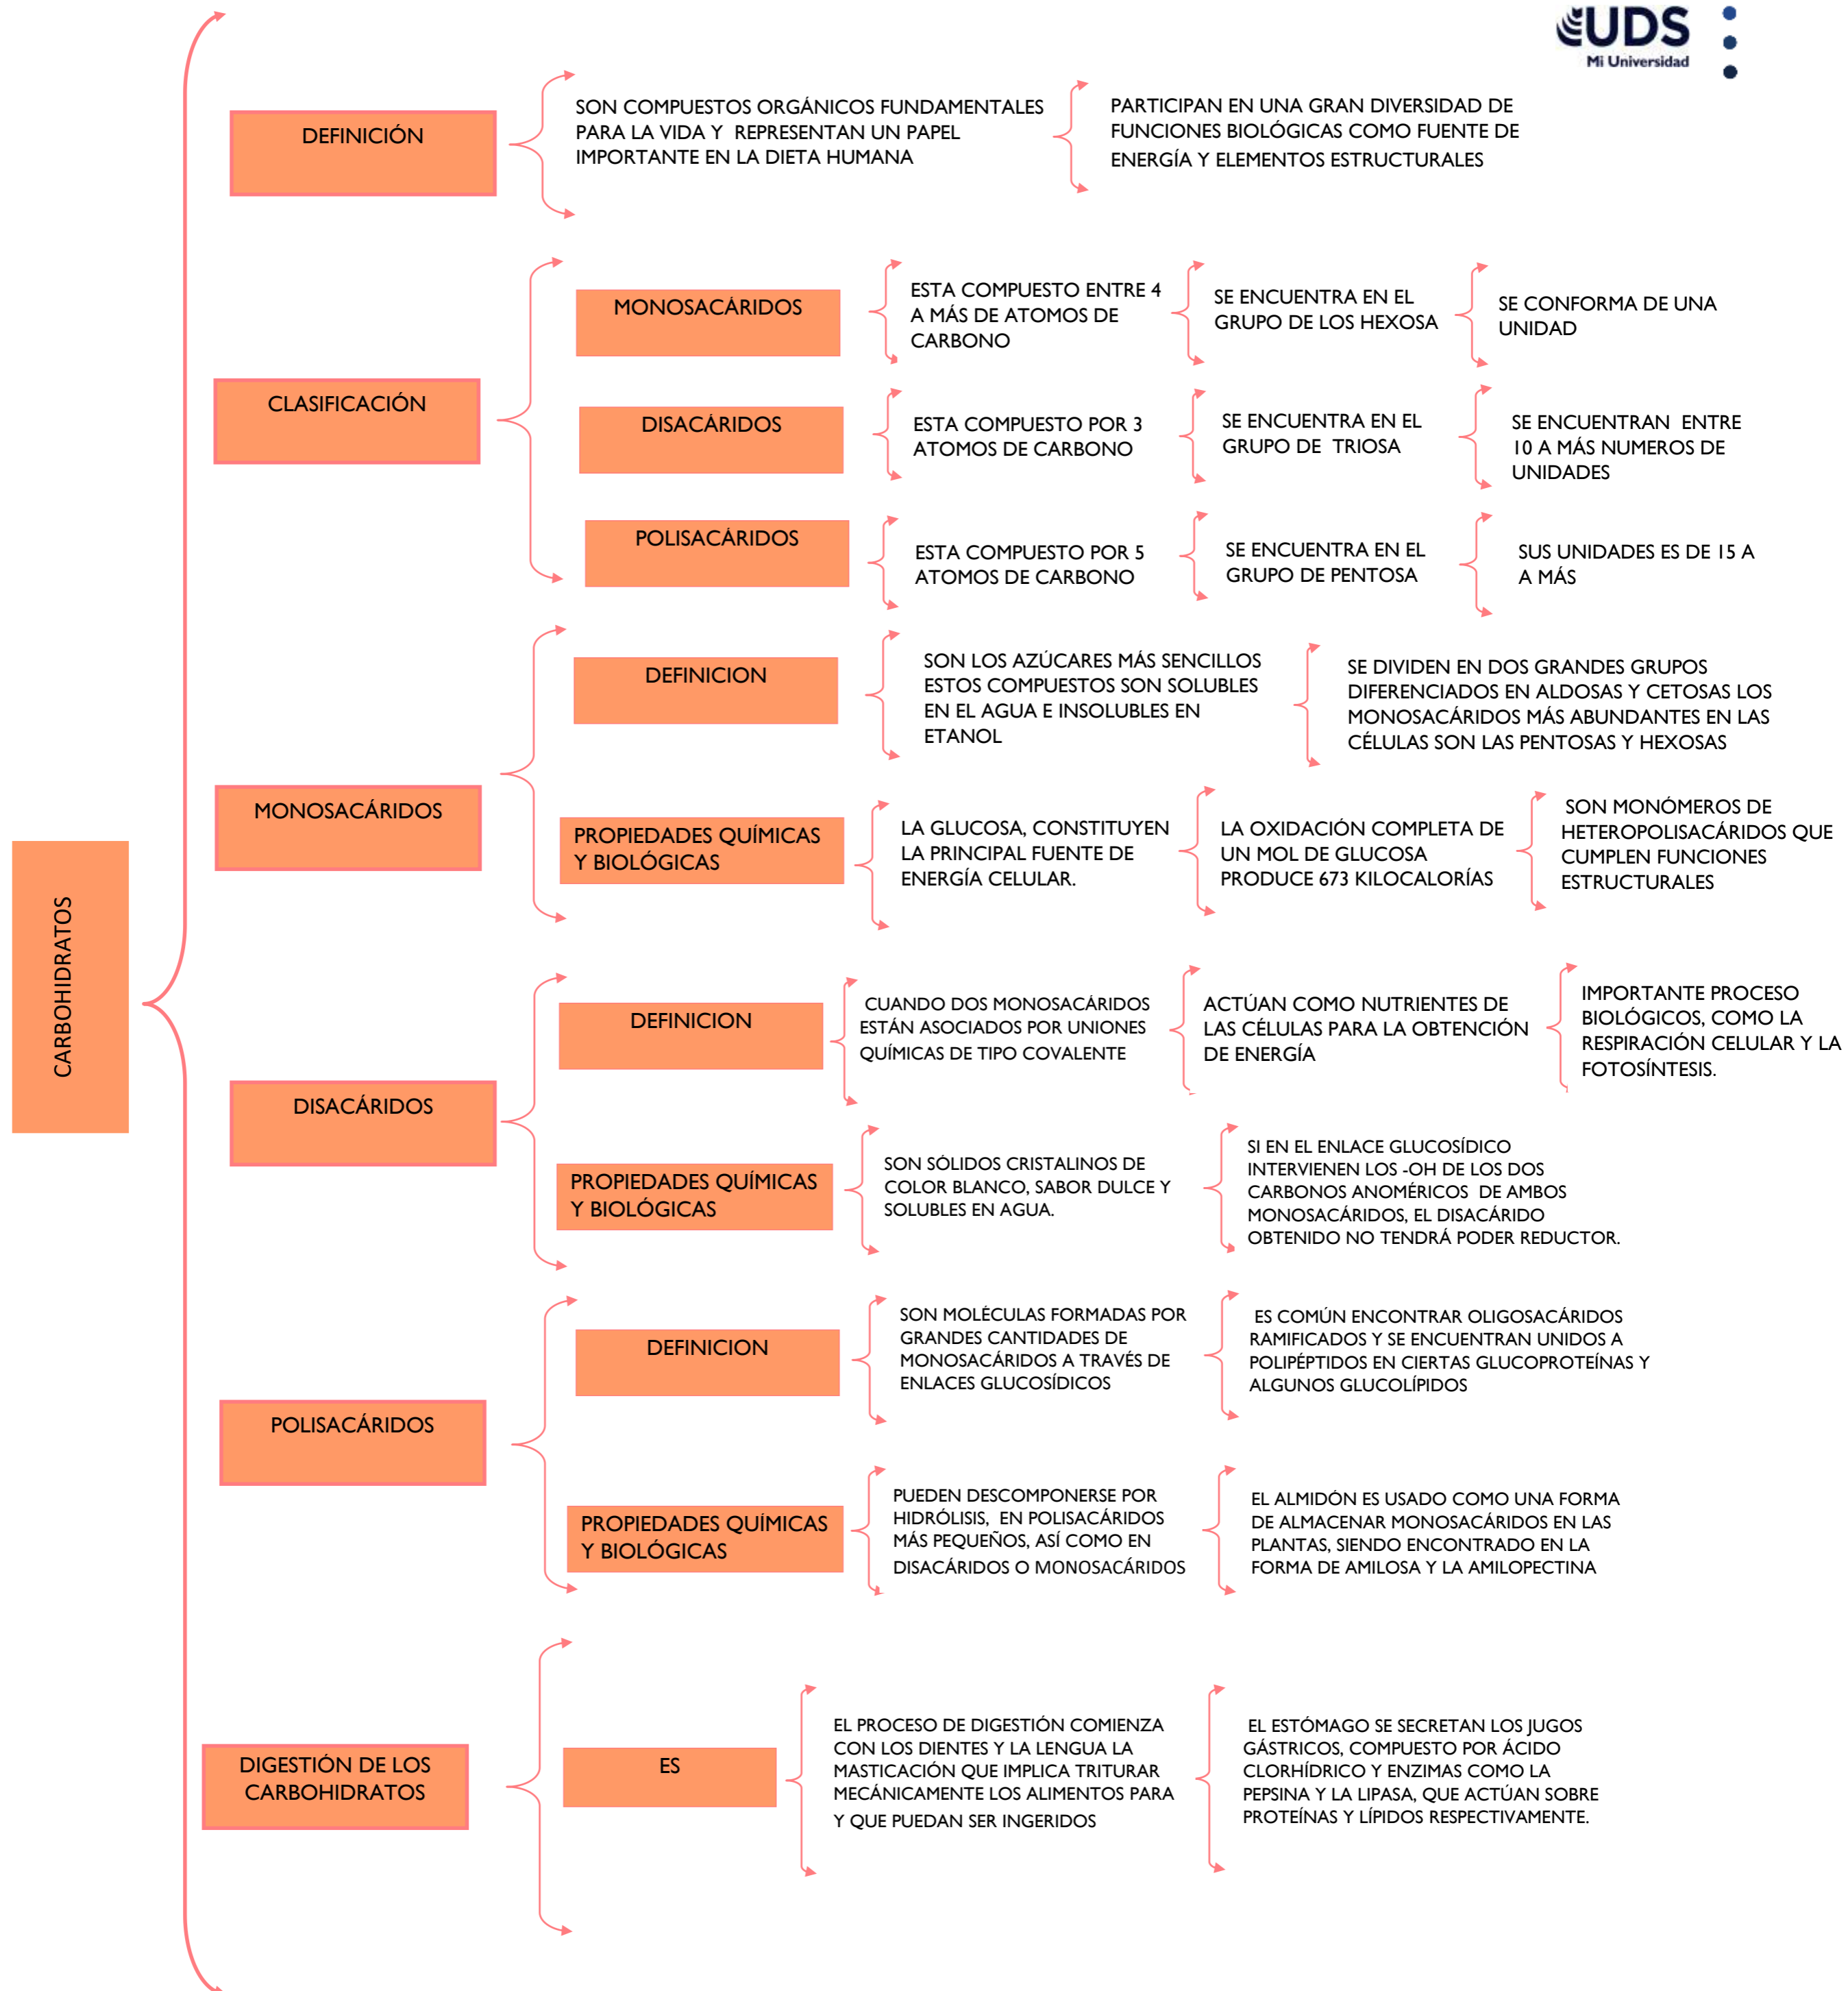 UDS
Mi Universidad
CARBOHIDRATOS
DEFINICIÓN
SON COMPUESTOS ORGÁNICOS FUNDAMENTALES
PARA LA VIDA Y REPRESENTAN UN PAPEL
IMPORTANTE EN LA DIETA HUMANA
PARTICIPAN EN UNA GRAN DIVERSIDAD DE
FUNCIONES BIOLÓGICAS COMO FUENTE DE
ENERGÍA Y ELEMENTOS ESTRUCTURALES
CLASIFICACIÓN
MONOSACÁRIDOS
ESTA COMPUESTO ENTRE 4
A MÁS DE ATOMOS DE
CARBONO
SE ENCUENTRA EN EL
GRUPO DE LOS HEXOSA
SE CONFORMA DE UNA
UNIDAD
DISACÁRIDOS
ESTA COMPUESTO POR 3
ATOMOS DE CARBONO
SE ENCUENTRA EN EL
GRUPO DE TRIOSA
SE ENCUENTRAN ENTRE
10 A MÁS NUMEROS DE
UNIDADES
POLISACÁRIDOS
ESTA COMPUESTO POR 5
ATOMOS DE CARBONO
SE ENCUENTRA EN EL
GRUPO DE PENTOSA
SUS UNIDADES ES DE 15 A
A MÁS
MONOSACÁRIDOS
DEFINICION
SON LOS AZÚCARES MÁS SENCILLOS
ESTOS COMPUESTOS SON SOLUBLES
EN EL AGUA E INSOLUBLES EN
ETANOL
SE DIVIDEN EN DOS GRANDES GRUPOS
DIFERENCIADOS EN ALDOSAS Y CETOSAS LOS
MONOSACÁRIDOS MÁS ABUNDANTES EN LAS
CÉLULAS SON LAS PENTOSAS Y HEXOSAS
PROPIEDADES QUÍMICAS
Y BIOLÓGICAS
LA GLUCOSA, CONSTITUYEN
LA PRINCIPAL FUENTE DE
ENERGÍA CELULAR.
LA OXIDACIÓN COMPLETA DE
UN MOL DE GLUCOSA
PRODUCE 673 KILOCALORÍAS
SON MONÓMEROS DE
HETEROPOLISACÁRIDOS QUE
CUMPLEN FUNCIONES
ESTRUCTURALES
DISACÁRIDOS
DEFINICION
CUANDO DOS MONOSACÁRIDOS
ESTÁN ASOCIADOS POR UNIONES
QUÍMICAS DE TIPO COVALENTE
ACTÚAN COMO NUTRIENTES DE
LAS CÉLULAS PARA LA OBTENCIÓN
DE ENERGÍA
IMPORTANTE PROCESO
BIOLÓGICOS, COMO LA
RESPIRACIÓN CELULAR Y LA
FOTOSÍNTESIS.
PROPIEDADES QUÍMICAS
Y BIOLÓGICAS
SON SÓLIDOS CRISTALINOS DE
COLOR BLANCO, SABOR DULCE Y
SOLUBLES EN AGUA.
SI EN EL ENLACE GLUCOSÍDICO
INTERVIENEN LOS -OH DE LOS DOS
CARBONOS ANOMÉRICOS DE AMBOS
MONOSACÁRIDOS, EL DISACÁRIDO
OBTENIDO NO TENDRÁ PODER REDUCTOR.
POLISACÁRIDOS
DEFINICION
SON MOLÉCULAS FORMADAS POR
GRANDES CANTIDADES DE
MONOSACÁRIDOS A TRAVÉS DE
ENLACES GLUCOSÍDICOS
ES COMÚN ENCONTRAR OLIGOSACÁRIDOS
RAMIFICADOS Y SE ENCUENTRAN UNIDOS A
POLIPÉPTIDOS EN CIERTAS GLUCOPROTEÍNAS Y
ALGUNOS GLUCOLÍPIDOS
PROPIEDADES QUÍMICAS
Y BIOLÓGICAS
PUEDEN DESCOMPONERSE POR
HIDRÓLISIS, EN POLISACÁRIDOS
MÁS PEQUEÑOS, ASÍ COMO EN
DISACÁRIDOS O MONOSACÁRIDOS
EL ALMIDÓN ES USADO COMO UNA FORMA
DE ALMACENAR MONOSACÁRIDOS EN LAS
PLANTAS, SIENDO ENCONTRADO EN LA
FORMA DE AMILOSA Y LA AMILOPECTINA
DIGESTIÓN DE LOS
CARBOHIDRATOS
ES
EL PROCESO DE DIGESTIÓN COMIENZA
CON LOS DIENTES Y LA LENGUA LA
MASTICACIÓN QUE IMPLICA TRITURAR
MECÁNICAMENTE LOS ALIMENTOS PARA
Y QUE PUEDAN SER INGERIDOS
EL ESTÓMAGO SE SECRETAN LOS JUGOS
GÁSTRICOS, COMPUESTO POR ÁCIDO
CLORHÍDRICO Y ENZIMAS COMO LA
PEPSINA Y LA LIPASA, QUE ACTÚAN SOBRE
PROTEÍNAS Y LÍPIDOS RESPECTIVAMENTE.